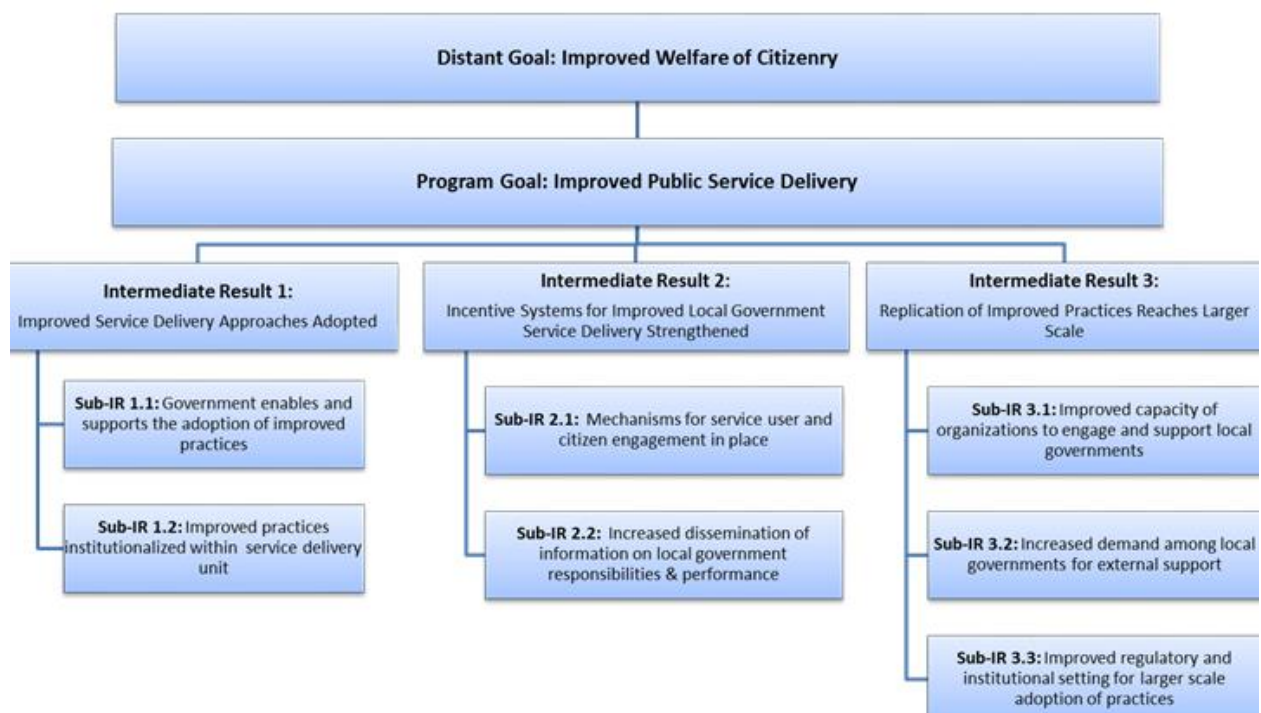 Distant Goal: Improved Welfare of Citizenry
Program Goal: Improved Public Service Delivery
Intermediate Result 1:
Improved Service Delivery Approaches Adopted
Sub-IR 1.1: Government enables and
supports the adoption of improved
practices
Sub-IR 1.2: Improved practices
institutionalized within service delivery
unit
Intermediate Result 2:
Incentive Systems for Improved Local Government
Service Delivery Strengthened
Sub-IR 2.1: Mechanisms for service user and
citizen engagement in place
Sub-IR 2.2: Increased dissemination of
information on local government
responsibilities & performance
Intermediate Result 3:
Replication of Improved Practices Reaches Larger
Scale
Sub-IR 3.1: Improved capacity of
organizations to engage and support local
governments
Sub-IR 3.2: Increased demand among local
governments for external support
Sub-IR 3.3: Improved regulatory and
institutional setting for larger scale
adoption of practices